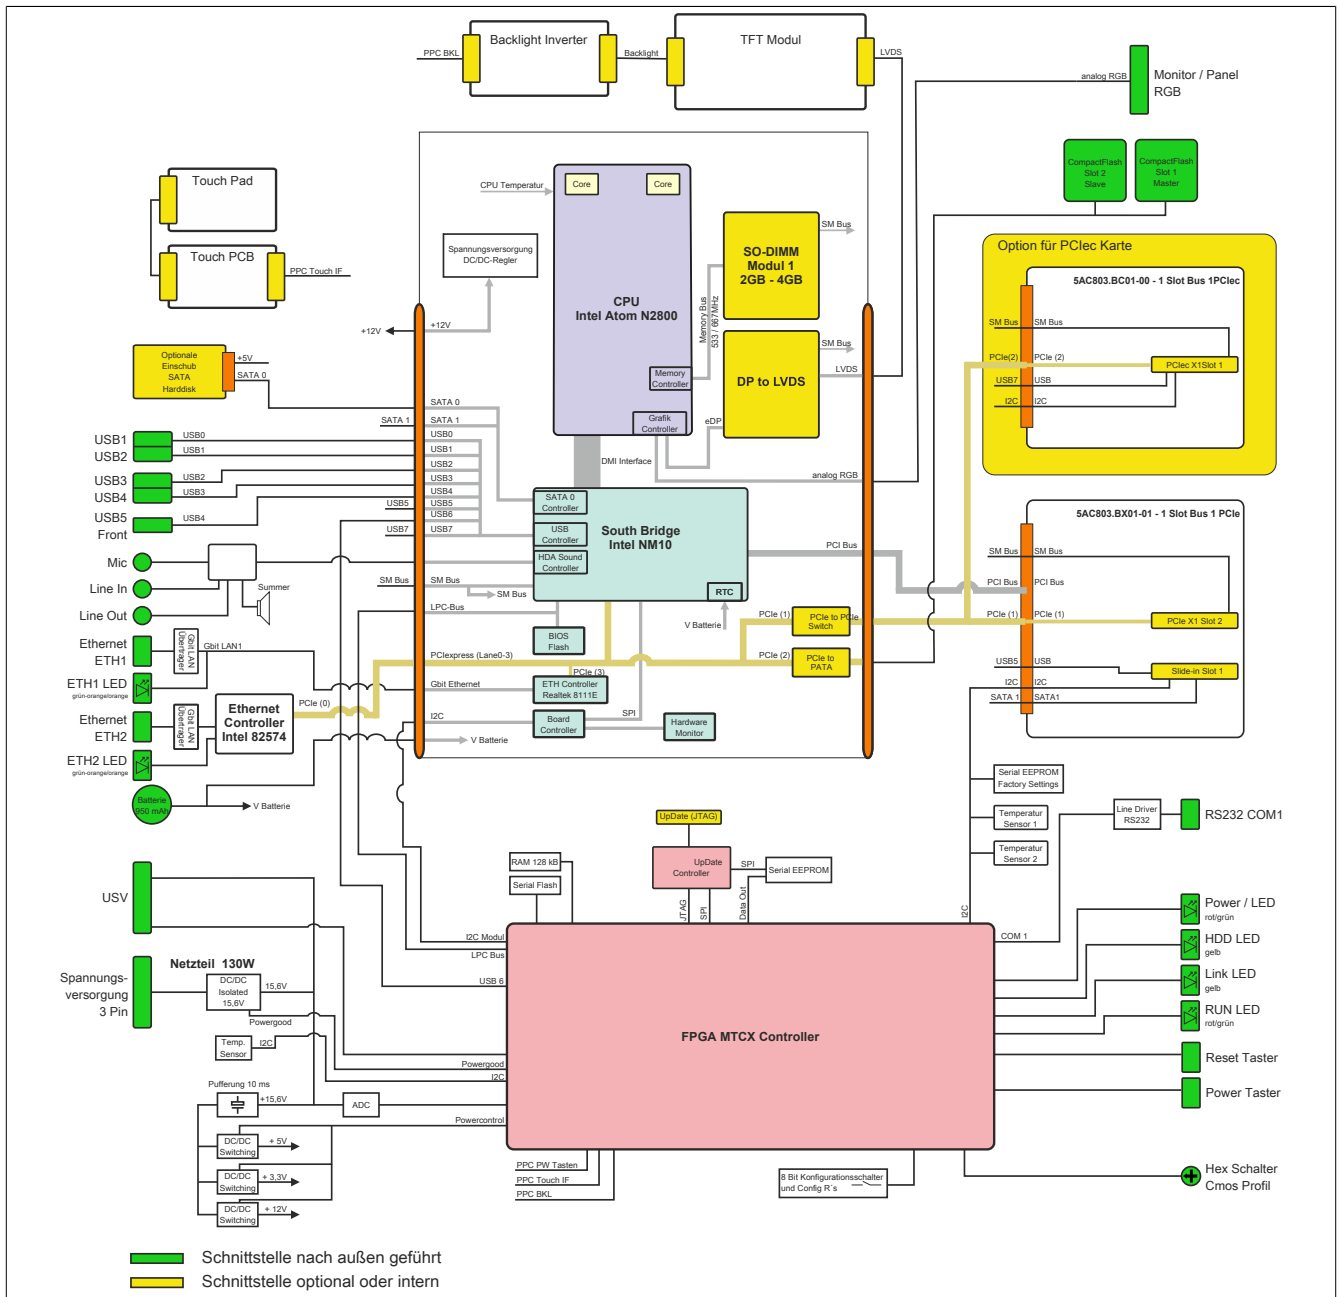 Backlight Inverter
TFT Modul
PPC BKL
Backlight
LVDS
analog RGB
Monitor / Panel
RGB
CompactFlash
Slot 2
Slave
CompactFlash
Slot 1
Master
Touch Pad
Touch PCB
PPC Touch IF
CPU Temperatur
Core
Core
Spannungsversorgung
DC/DC-Regler
CPU
Intel Atom N2800
Memory
Controller
Grafik
Controller
Memory Bus
533 / 667MHz
SO-DIMM
Modul 1
2GB - 4GB
SM Bus
DP to LVDS
SM Bus
LVDS
eDP
DMI Interface
analog RGB
Option für PCIec Karte
5AC803.BC01-00 - 1 Slot Bus 1PCIec
SM Bus
SM Bus
PCIe(2)
PCIe (2)
PCIec X1Slot 1
USB7
USB
I2C
I2C
+12V
+12V
Optionale
Einschub
SATA
Harddisk
+5V
SATA 0
SATA 0
SATA 1
SATA 1
USB0
USB1
USB2
USB3
USB4
USB5
USB5
USB6
USB7
USB7
USB1
USB0
USB2
USB1
USB3
USB2
USB4
USB3
USB5
Front
USB4
Mic
Line In
Line Out
Summer
SATA 0
Controller
USB
Controller
HDA Sound
Controller
South Bridge
Intel NM10
RTC
PCI Bus
V Batterie
SM Bus
SM Bus
SM Bus
LPC-Bus
BIOS
Flash
PCIe (1)
PCIe to PCIe
Switch
PCIe (2)
PCIe to
PATA
PCIexpress (Lane0-3)
PCIe (3)
Gbit Ethernet
ETH Controller
Realtek 8111E
I2C
Board
Controller
SPI
Hardware
Monitor
V Batterie
5AC803.BX01-01 - 1 Slot Bus 1 PCIe
SM Bus
SM Bus
PCI Bus
PCI Bus
PCIe (1)
PCIe (1)
PCIe X1 Slot 2
USB5
USB
Slide-in Slot 1
I2C
I2C
SATA 1
SATA1
Ethernet
ETH1
Gbit LAN
Überträger
Gbit LAN1
ETH1 LED
grün-orange/orange
Ethernet
ETH2
Gbit LAN
Überträger
Ethernet
Controller
Intel 82574
PCIe (0)
ETH2 LED
grün-orange/orange
Batterie
950 mAh
V Batterie
Serial EEPROM
Factory Settings
Temperatur
Sensor 1
Temperatur
Sensor 2
Line Driver
RS232
RS232 COM1
UpDate (JTAG)
UpDate
Controller
SPI
Serial EEPROM
RAM 128 kB
Serial Flash
JTAG
SPI
Data Out
I2C
USV
I2C Modul
LPC Bus
USB 6
COM 1
Power / LED
rot/grün
HDD LED
gelb
Link LED
gelb
RUN LED
rot/grün
Spannungs-
versorgung
3 Pin
Netzteil 130W
DC/DC
Isolated
15,6V
15,6V
Powergood
Temp.
Sensor
I2C
FPGA MTCX Controller
Powergood
I2C
Reset Taster
Power Taster
Pufferung 10 ms
+15,6V
ADC
Powercontrol
DC/DC
Switching
+ 5V
DC/DC
Switching
+ 3,3V
DC/DC
Switching
+ 12V
PPC PW Tasten
PPC Touch IF
PPC BKL
8 Bit Konfigurationsschalter
und Config R´s
Hex Schalter
Cmos Profil
Schnittstelle nach außen geführt
Schnittstelle optional oder intern